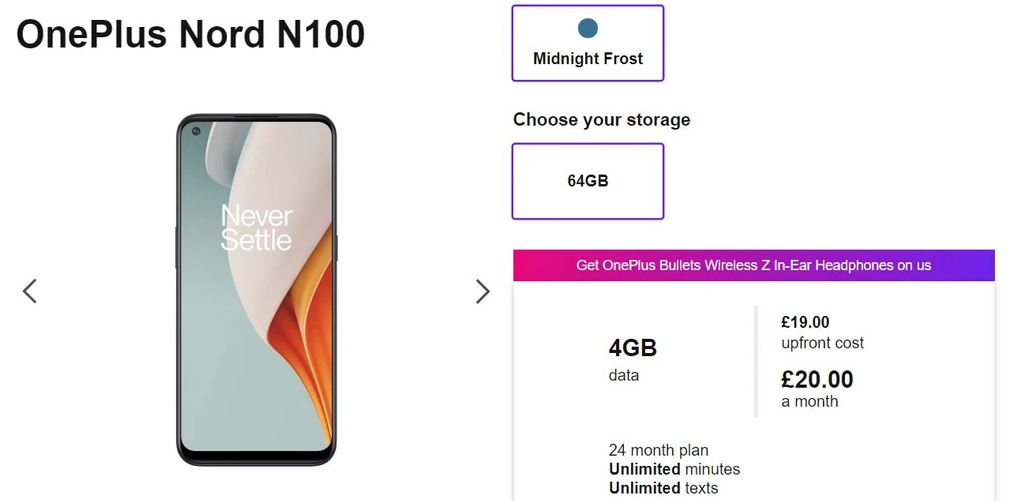 OnePlus Nord N100
Midnight Frost
Choose your storage
64GB
Never
Settle
Get OnePlus Bullets Wireless Z In-Ear Headphones on us
4GB
data
£19.00
upfront cost
£20.00
a month
24 month plan
Unlimited minutes
Unlimited texts